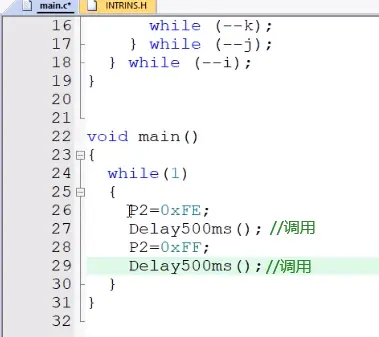 main.c* INTRINS.H
16 while (--k);
17 } while (--j);
18 } while (--i);
19 }
20
21
22 void main()
23 {
24 while(1)
25 {
26 P2=0xFE;
27 Delay500ms(); //调用
28 P2=0xFF;
29 Delay500ms();//调用
30 }
31 }
32